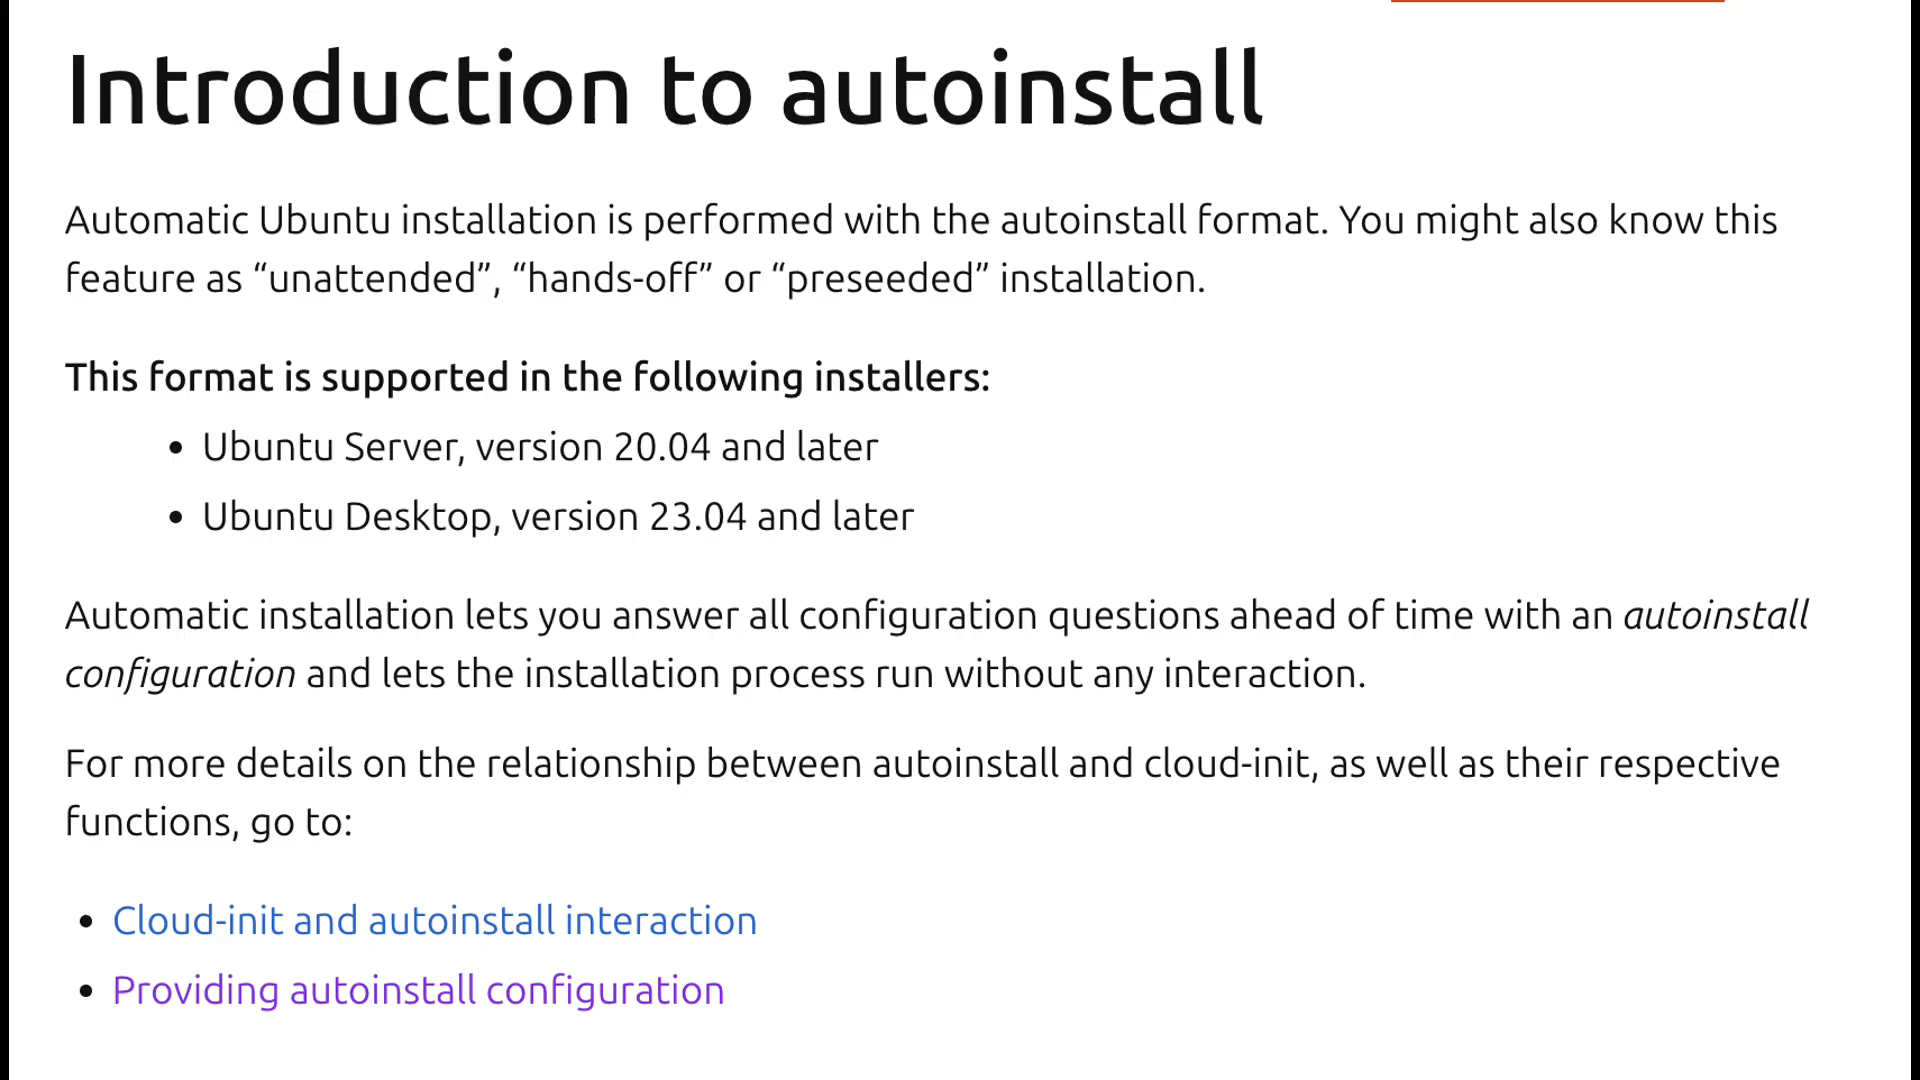 Introduction to autoinstall
Automatic Ubuntu installation is performed with the autoinstall format. You might also know this
feature as “unattended”, “hands-off” or “preseeded” installation.
This format is supported in the following installers:
• Ubuntu Server, version 20.04 and later
• Ubuntu Desktop, version 23.04 and later
Automatic installation lets you answer all configuration questions ahead of time with an autoinstall
configuration and lets the installation process run without any interaction.
For more details on the relationship between autoinstall and cloud-init, as well as their respective
functions, go to:
• Cloud-init and autoinstall interaction
• Providing autoinstall configuration